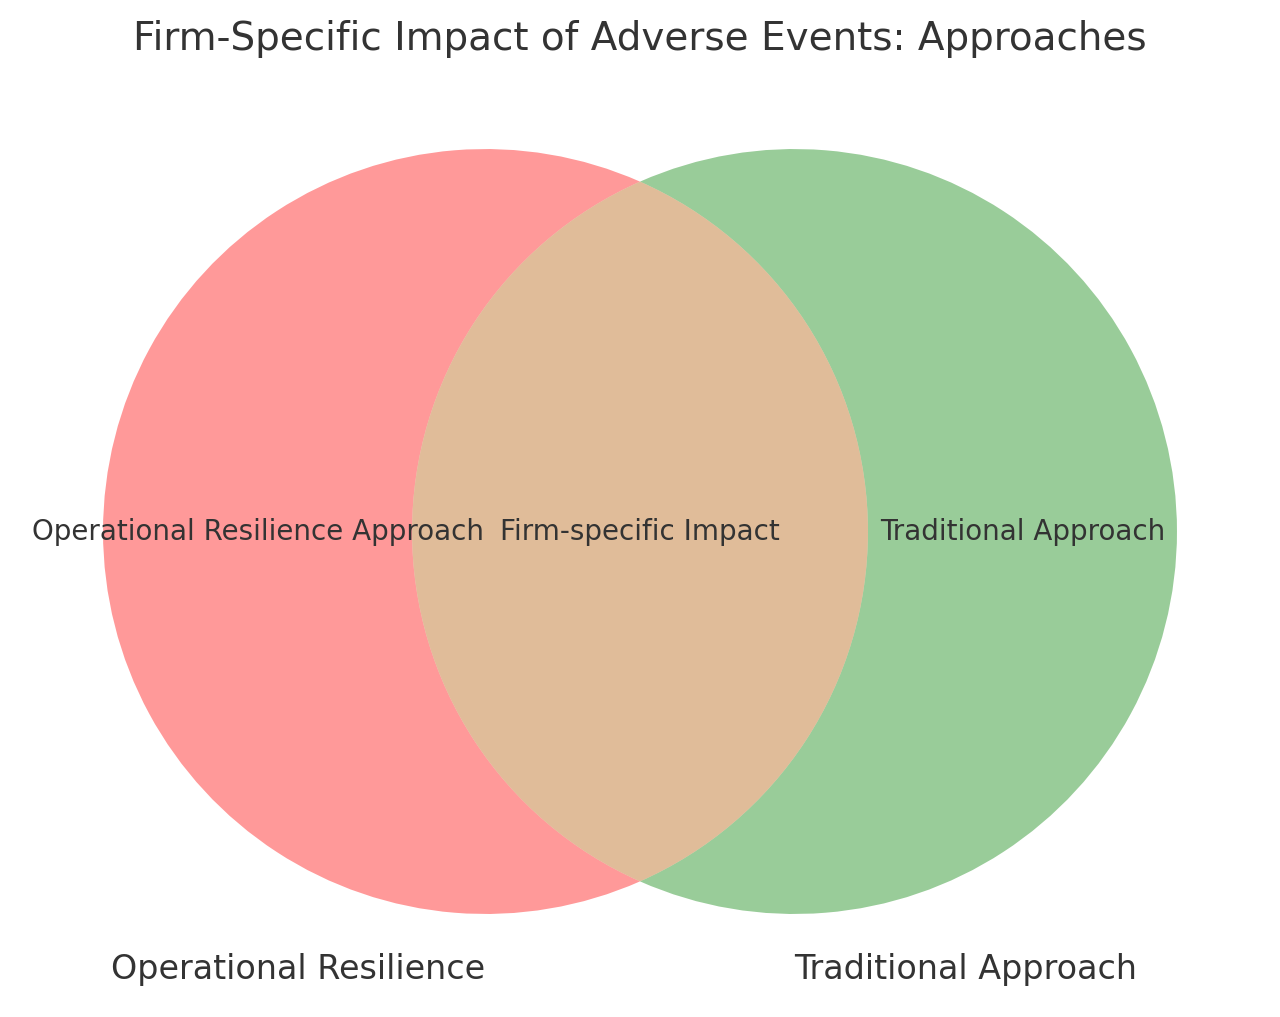 Firm-Specific Impact of Adverse Events: Approaches
Operational Resilience Approach
Firm-specific Impact
Traditional Approach
Operational Resilience
Traditional Approach